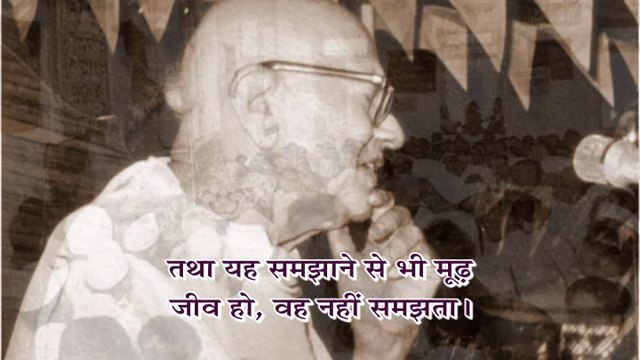 तथा यह समझाने से भी मूढ़
जीव हो, वह नहीं समझता।